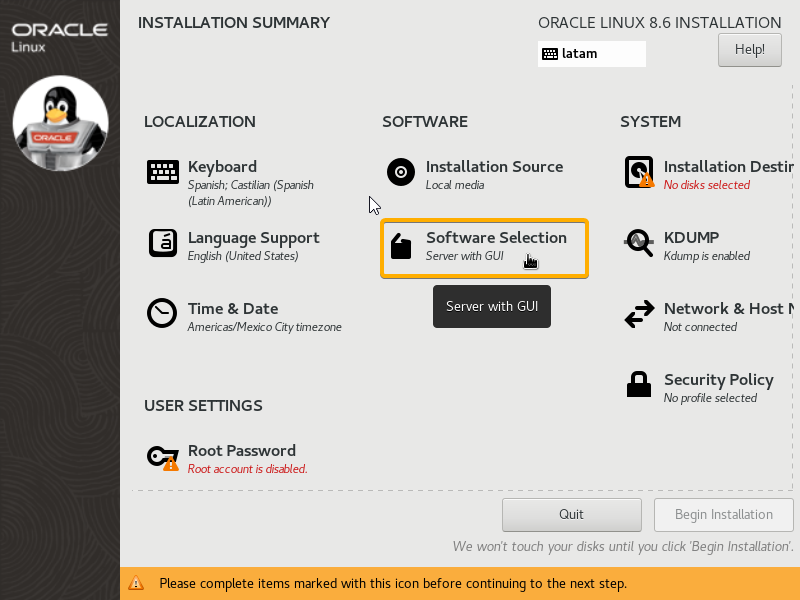 ORACLE
Linux
ORACLE
INSTALLATION SUMMARY
ORACLE LINUX 8.6 INSTALLATION
latam
Help!
LOCALIZATION
Keyboard
Spanish; Castilian (Spanish
(Latin American))
Language Support
English (United States)
Time & Date
Americas/Mexico City timezone
SOFTWARE
Installation Source
Local media
Software Selection
Server with GUI
Server with GUI
SYSTEM
Installation Destin
No disks selected
KDUMP
Kdump is enabled
Network & Host N
Not connected
Security Policy
No profile selected
USER SETTINGS
Root Password
Root account is disabled.
Quit
Begin Installation
We won't touch your disks until you click 'Begin Installation'.
Please complete items marked with this icon before continuing to the next step.